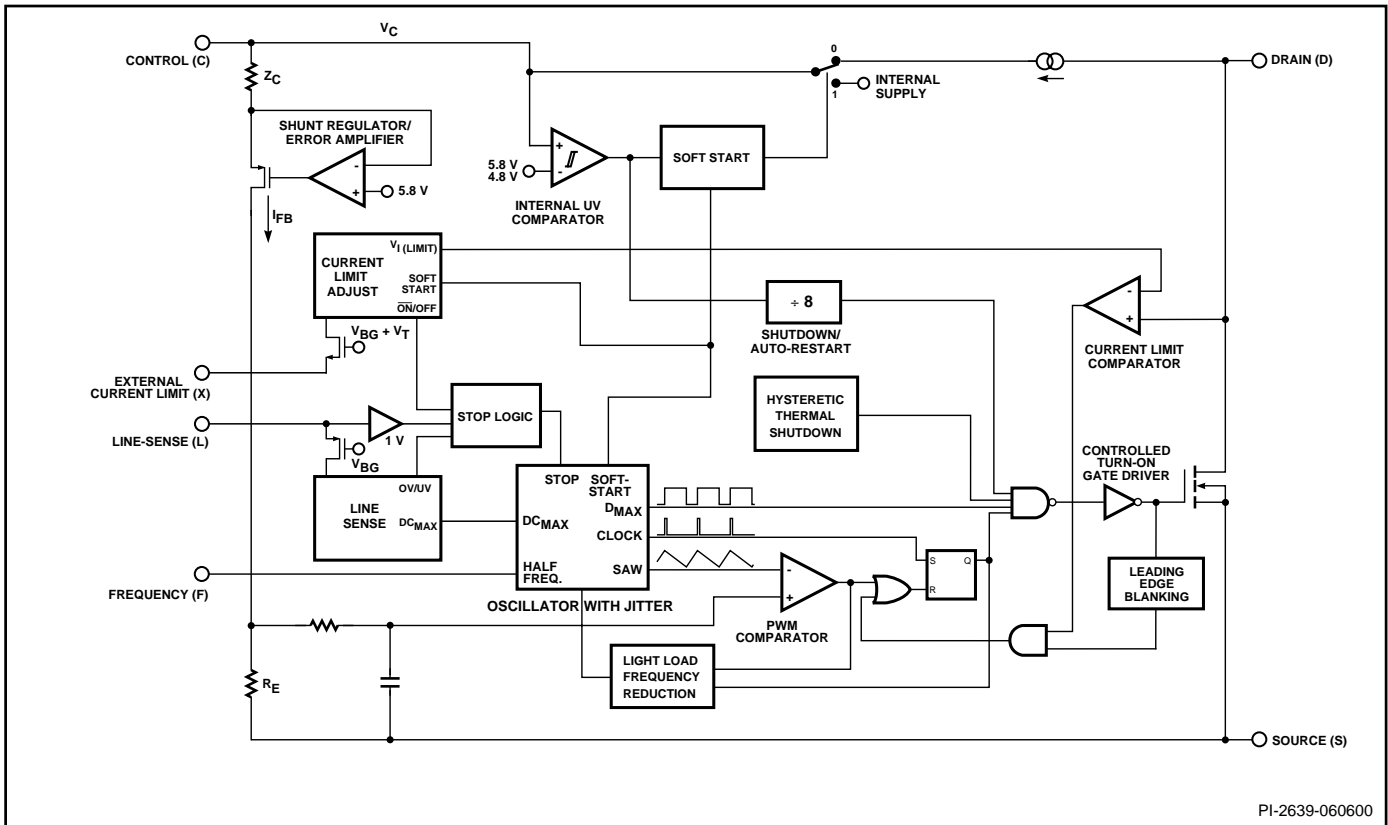 V_C
CONTROL (C)
Z_C
0
1
INTERNAL
SUPPLY
DRAIN (D)
SHUNT REGULATOR/
ERROR AMPLIFIER
-
+
5.8 V
I_FB
+
-
5.8 V
4.8 V
INTERNAL UV
COMPARATOR
SOFT START
V_I (LIMIT)
CURRENT
LIMIT
ADJUST
SOFT
START
O̅N̅/OFF
V_BG + V_T
÷ 8
SHUTDOWN/
AUTO-RESTART
-
+
CURRENT LIMIT
COMPARATOR
EXTERNAL
CURRENT LIMIT (X)
LINE-SENSE (L)
1 V
V_BG
STOP LOGIC
HYSTERETIC
THERMAL
SHUTDOWN
CONTROLLED
TURN-ON
GATE DRIVER
OV/UV
LINE
SENSE
DC_MAX
STOP
SOFT-
START
D_MAX
DC_MAX
CLOCK
HALF
FREQ.
SAW
OSCILLATOR WITH JITTER
FREQUENCY (F)
-
+
PWM
COMPARATOR
S
Q
R
LEADING
EDGE
BLANKING
LIGHT LOAD
FREQUENCY
REDUCTION
R_E
SOURCE (S)
PI-2639-060600